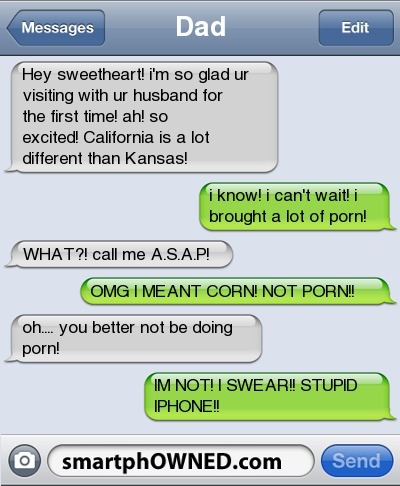 Messages
Dad
Edit
Hey sweetheart! i'm so glad ur
visiting with ur husband for
the first time! ah! so
excited! California is a lot
different than Kansas!
i know! i can't wait! i
brought a lot of porn!
WHAT?! call me A.S.A.P!
OMG I MEANT CORN! NOT PORN!!
oh.... you better not be doing
porn!
IM NOT! I SWEAR!! STUPID
IPHONE!!
smartphOWNED.com
Send